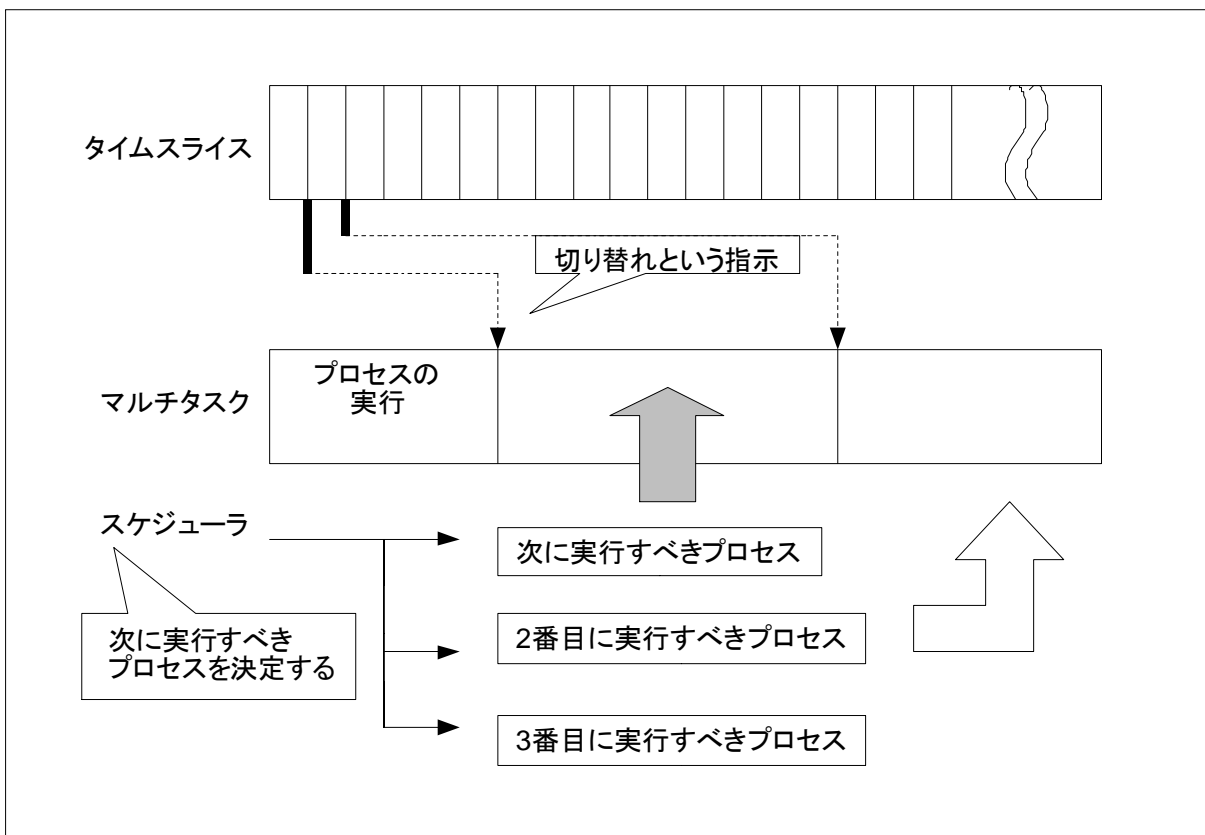 タイムスライス
切り替れという指示
プロセスの
実行
マルチタスク
スケジューラ
次に実行すべきプロセス
次に実行すべき
プロセスを決定する
2番目に実行すべきプロセス
3番目に実行すべきプロセス